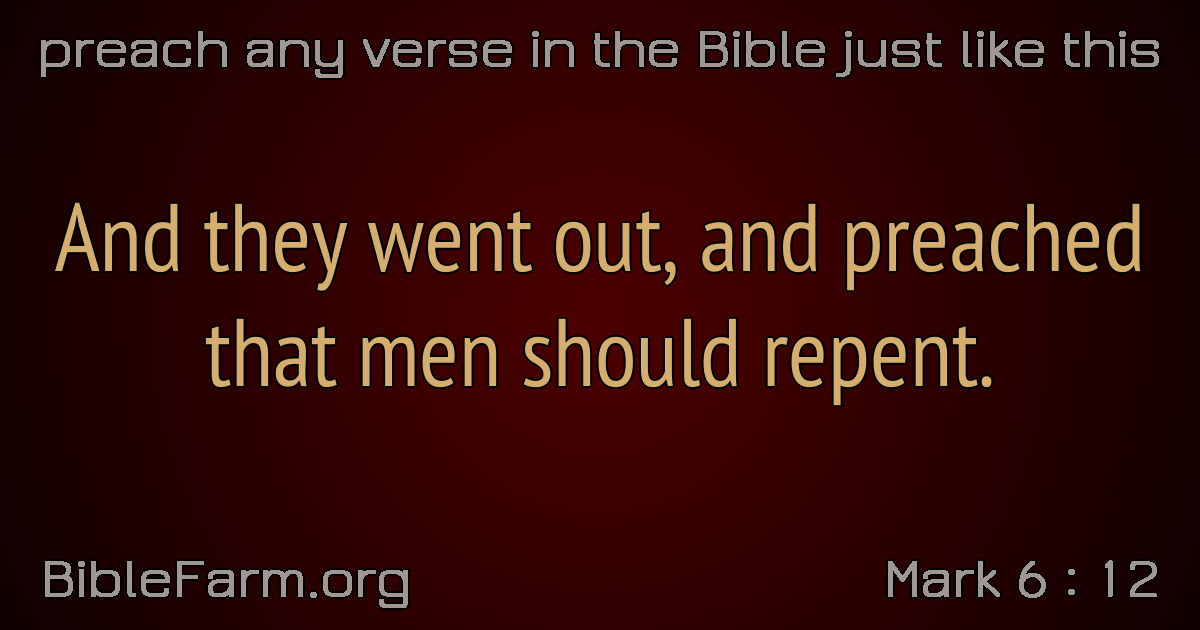 preach any verse in the Bible just like this
And they went out, and preached
that men should repent.
BibleFarm.org
Mark 6 : 12